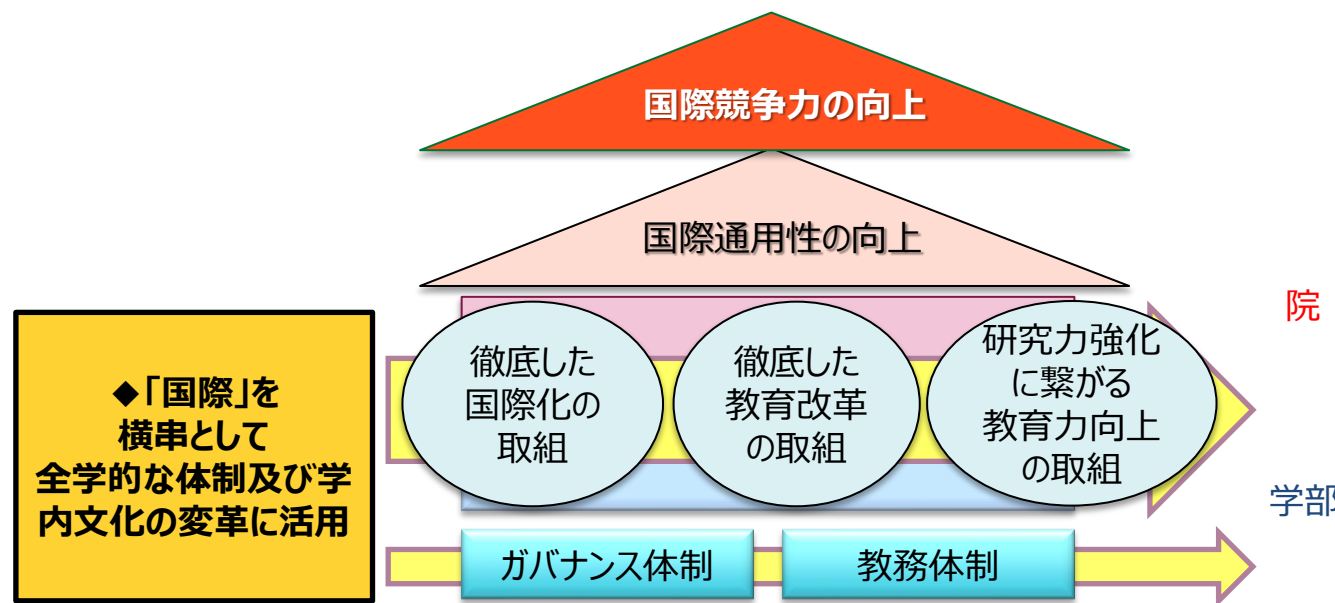 国際競争力の向上
国際通用性の向上
院
◆「国際」を
横串として
全学的な体制及び学
内文化の変革に活用
徹底した
国際化の
取組
徹底した
教育改革
の取組
研究力強化
に繋がる
教育力向上
の取組
学部
ガバナンス体制
教務体制